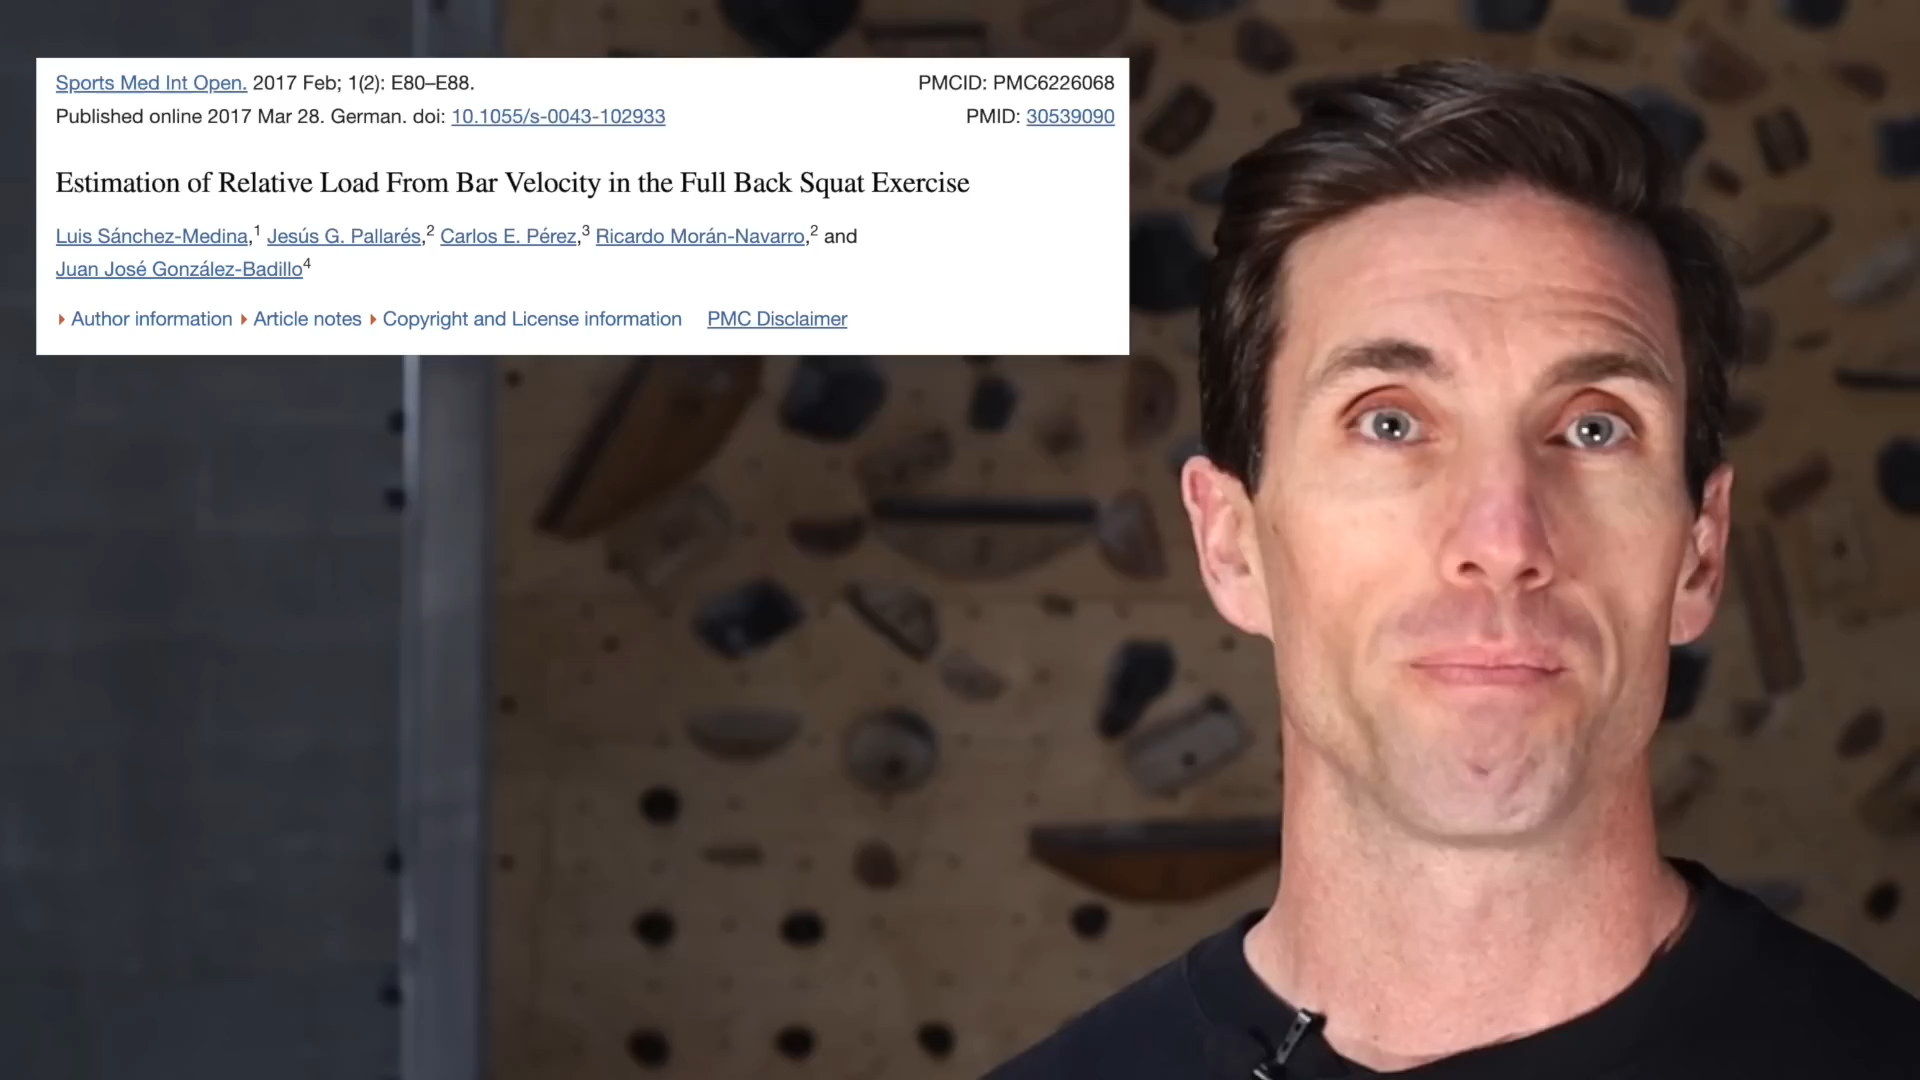 Sports Med Int Open. 2017 Feb; 1(2): E80–E88. PMCID: PMC6226068
Published online 2017 Mar 28. German. doi: 10.1055/s-0043-102933 PMID: 30539090
Estimation of Relative Load From Bar Velocity in the Full Back Squat Exercise
Luis Sánchez-Medina,1 Jesús G. Pallarés,2 Carlos E. Pérez,3 Ricardo Morán-Navarro,2 and
Juan José González-Badillo4
Author information Article notes Copyright and License information PMC Disclaimer